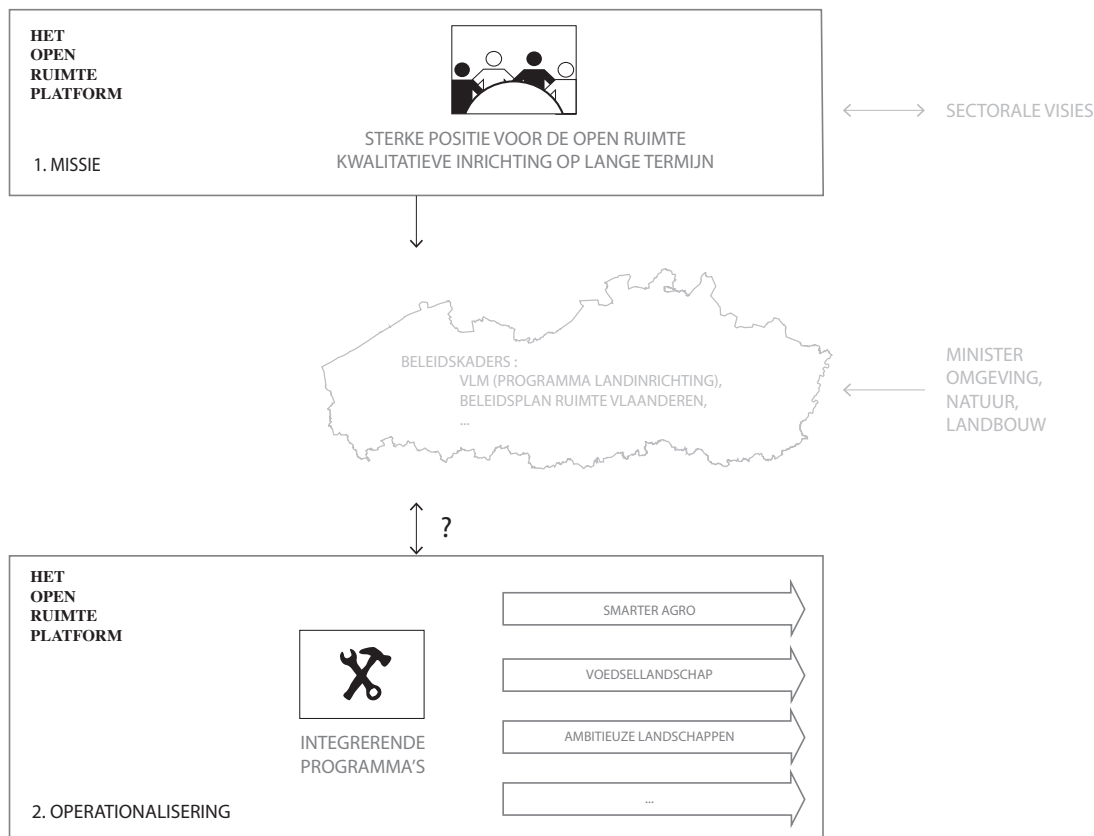 HET
OPEN
RUIMTE
PLATFORM
STERKE POSITIE VOOR DE OPEN RUIMTE
KWALITATIEVE INRICHTING OP LANGE TERMIJN
1. MISSIE
SECTORALE VISIES
BELEIDSKADERS :
VLM (PROGRAMMA LANDINRICHTING),
BELEIDSPLAN RUIMTE VLAANDEREN,
...
MINISTER
OMGEVING,
NATUUR,
LANDBOUW
?
HET
OPEN
RUIMTE
PLATFORM
INTEGRERENDE
PROGRAMMA'S
SMARTER AGRO
VOEDSELLANDSCHAP
AMBITIEUZE LANDSCHAPPEN
...
2. OPERATIONALISERING